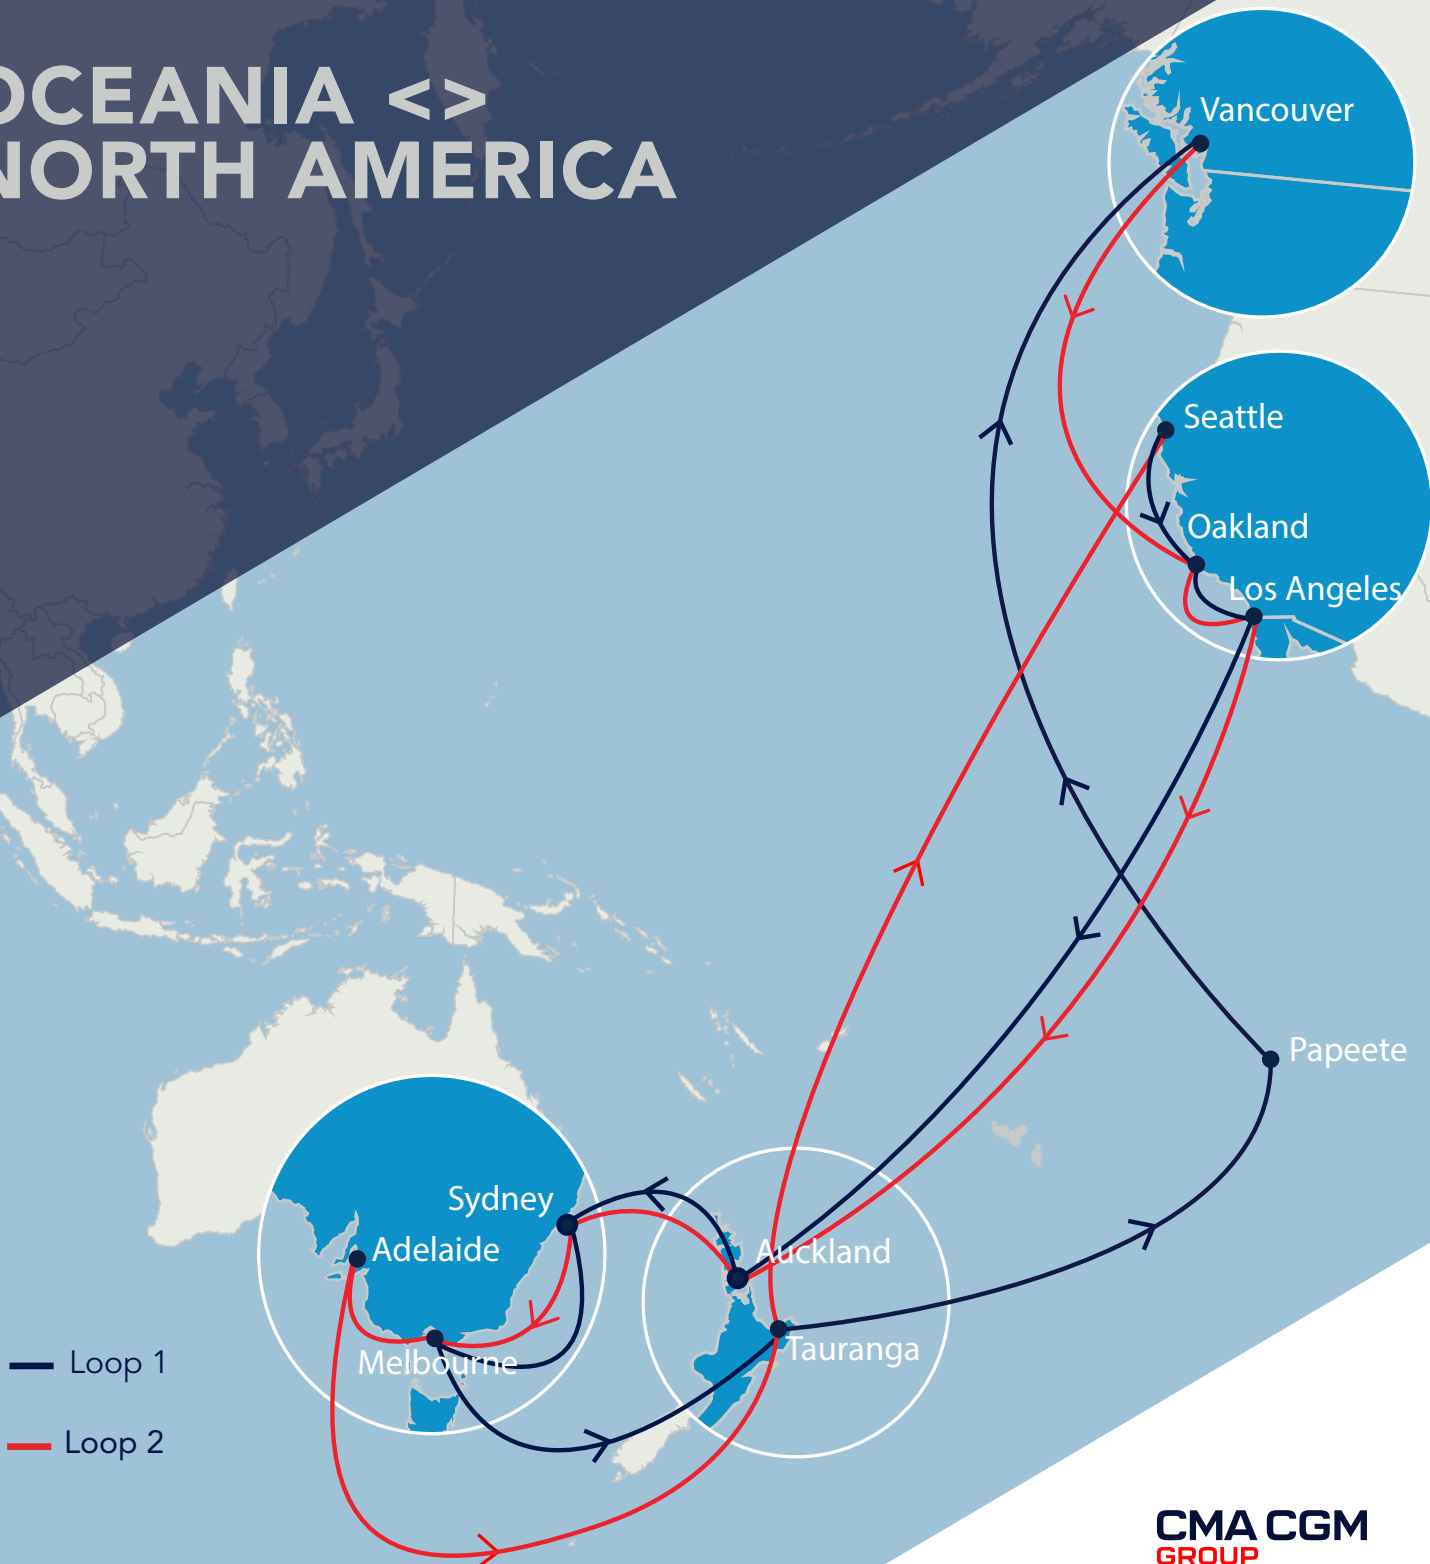 OCEANIA <>
NORTH AMERICA
Vancouver
Seattle
Oakland
Los Angeles
Papeete
Sydney
Adelaide
Auckland
Melbourne
Tauranga
Loop 1
Loop 2
CMA CGM
GROUP